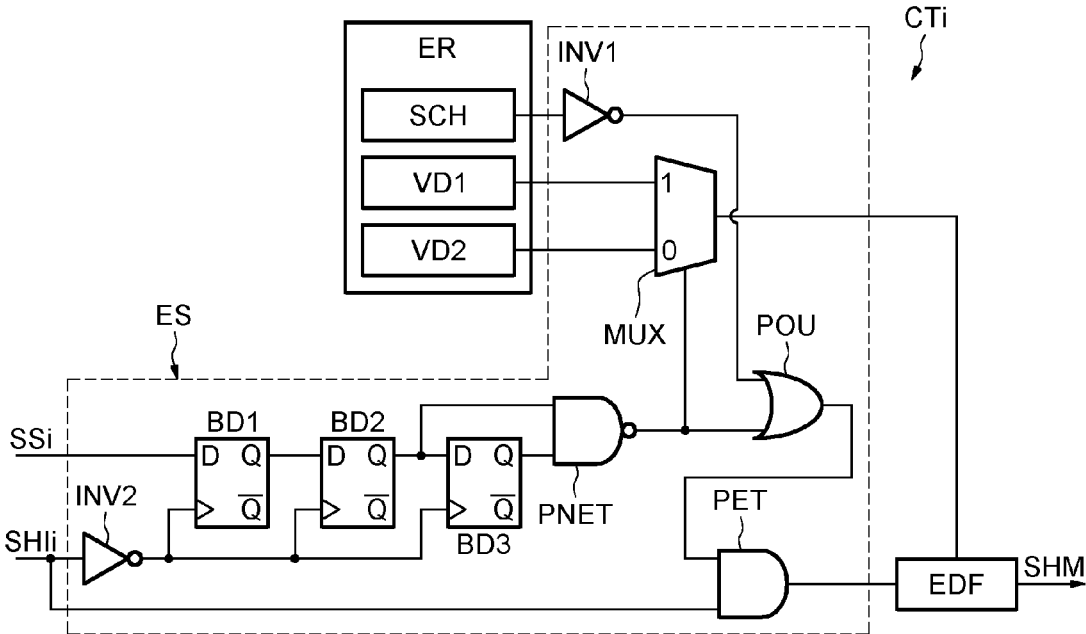 CTi
ER
INV1
SCH
VD1
1
VD2
0
MUX
ES
POU
BD1
BD2
SSi
D Q
D Q
D Q
PNET
INV2
Q
Q
Q
PET
SHIi
BD3
EDF
SHM